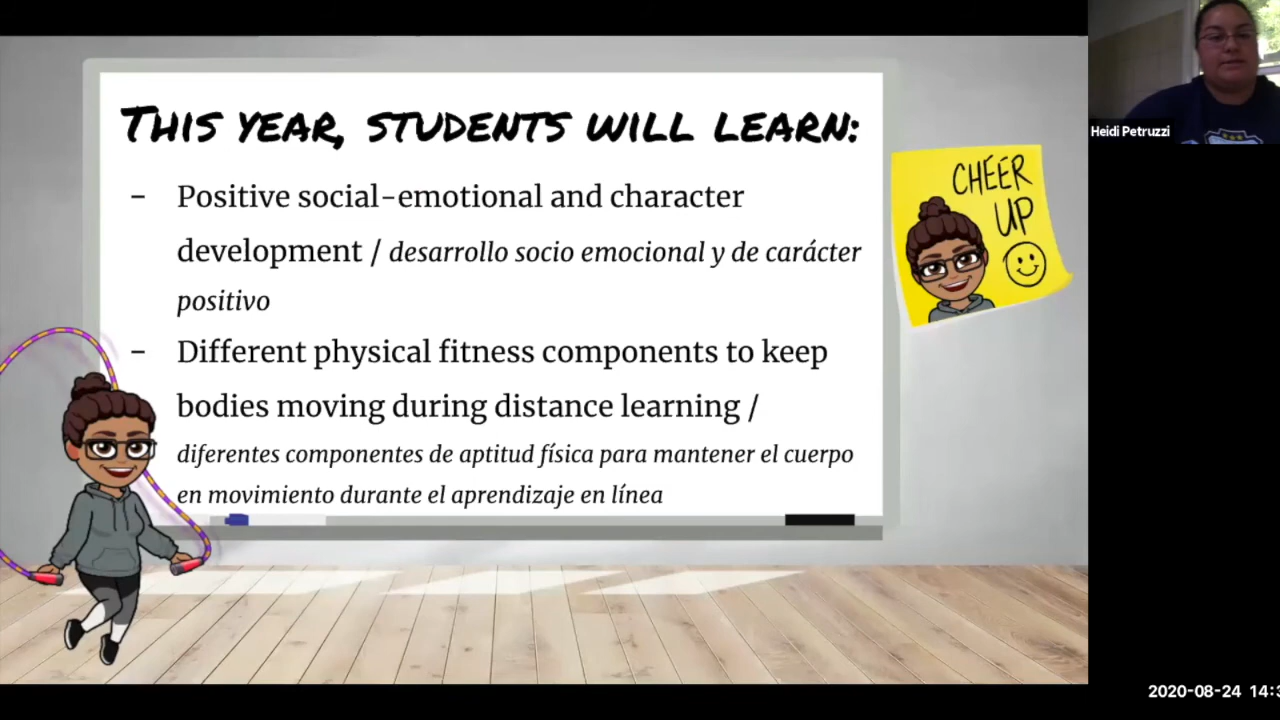 THIS YEAR, STUDENTS WILL LEARN:
- Positive social-emotional and character
development / desarrollo socio emocional y de carácter
positivo
- Different physical fitness components to keep
bodies moving during distance learning /
diferentes componentes de aptitud física para mantener el cuerpo
en movimiento durante el aprendizaje en línea
CHEER
UP
Heidi Petruzzi
2020-08-24 14:3